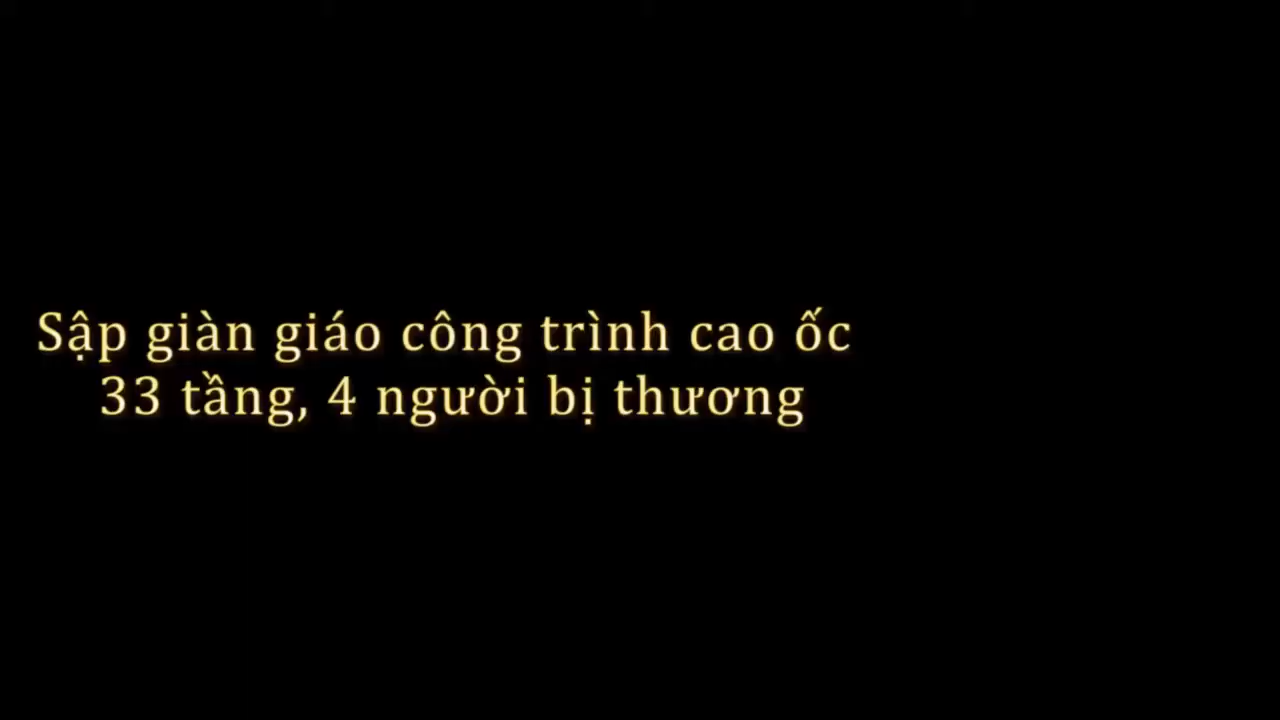 Sập giàn giáo công trình cao ốc
33 tầng, 4 người bị thương